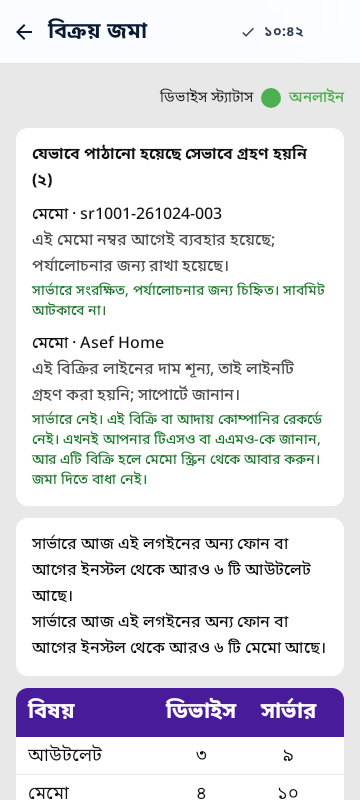 বিক্রয় জমা
১০:৪২
ডিভাইস স্ট্যাটাস অনলাইন
যেভাবে পাঠানো হয়েছে সেভাবে গ্রহণ হয়নি
(২)
মেমো · sr1001-261024-003
এই মেমো নম্বর আগেই ব্যবহার হয়েছে;
পর্যালোচনার জন্য রাখা হয়েছে।
সার্ভারে সংরক্ষিত, পর্যালোচনার জন্য চিহ্নিত। সাবমিট
আটকাবে না।
মেমো · Asef Home
এই বিক্রির লাইনের দাম শূন্য, তাই লাইনটি
গ্রহণ করা হয়নি; সাপোর্টে জানান।
সার্ভারে নেই। এই বিক্রি বা আদায় কোম্পানির রেকর্ডে
নেই। এখনই আপনার টিএসও বা এএমও-কে জানান,
আর এটি বিক্রি হলে মেমো স্ক্রিন থেকে আবার করুন।
জমা দিতে বাধা নেই।
সার্ভারে আজ এই লগইনের অন্য ফোন বা
আগের ইনস্টল থেকে আরও ৬ টি আউটলেট
আছে।
সার্ভারে আজ এই লগইনের অন্য ফোন বা
আগের ইনস্টল থেকে আরও ৬ টি মেমো আছে।
বিষয় ডিভাইস সার্ভার
আউটলেট ৩ ৯
মেমো ৪ ১০